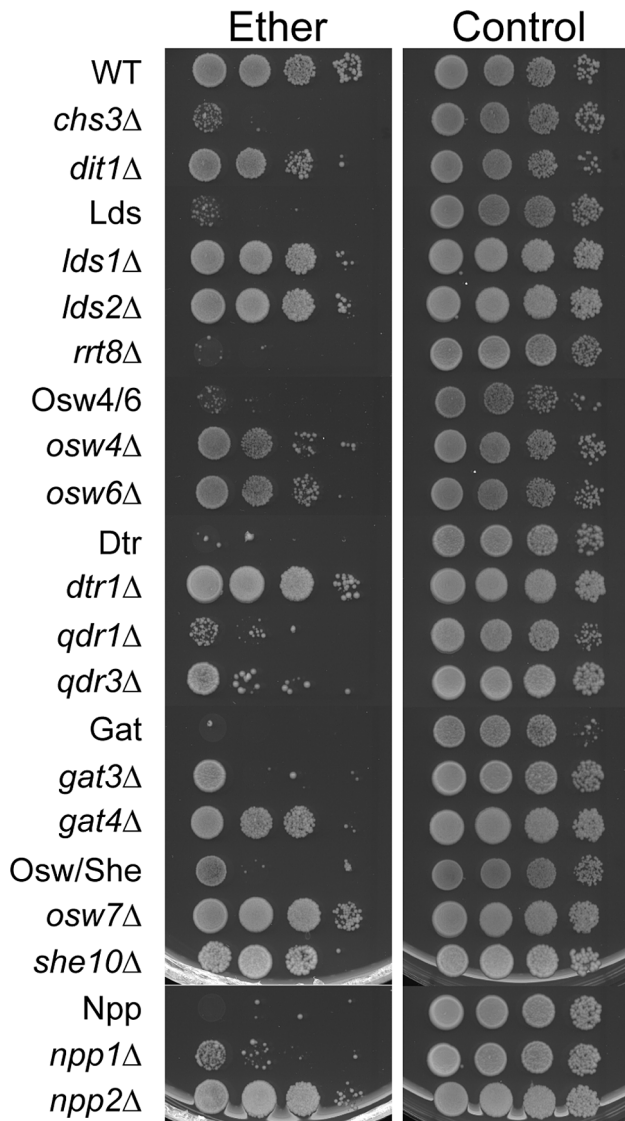 Ether Control
WT
chs3Δ
dit1Δ
Lds
lds1Δ
lds2Δ
rrt8Δ
Osw4/6
osw4Δ
osw6Δ
Dtr
dtr1Δ
qdr1Δ
qdr3Δ
Gat
gat3Δ
gat4Δ
Osw/She
osw7Δ
she10Δ
Npp
npp1Δ
npp2Δ